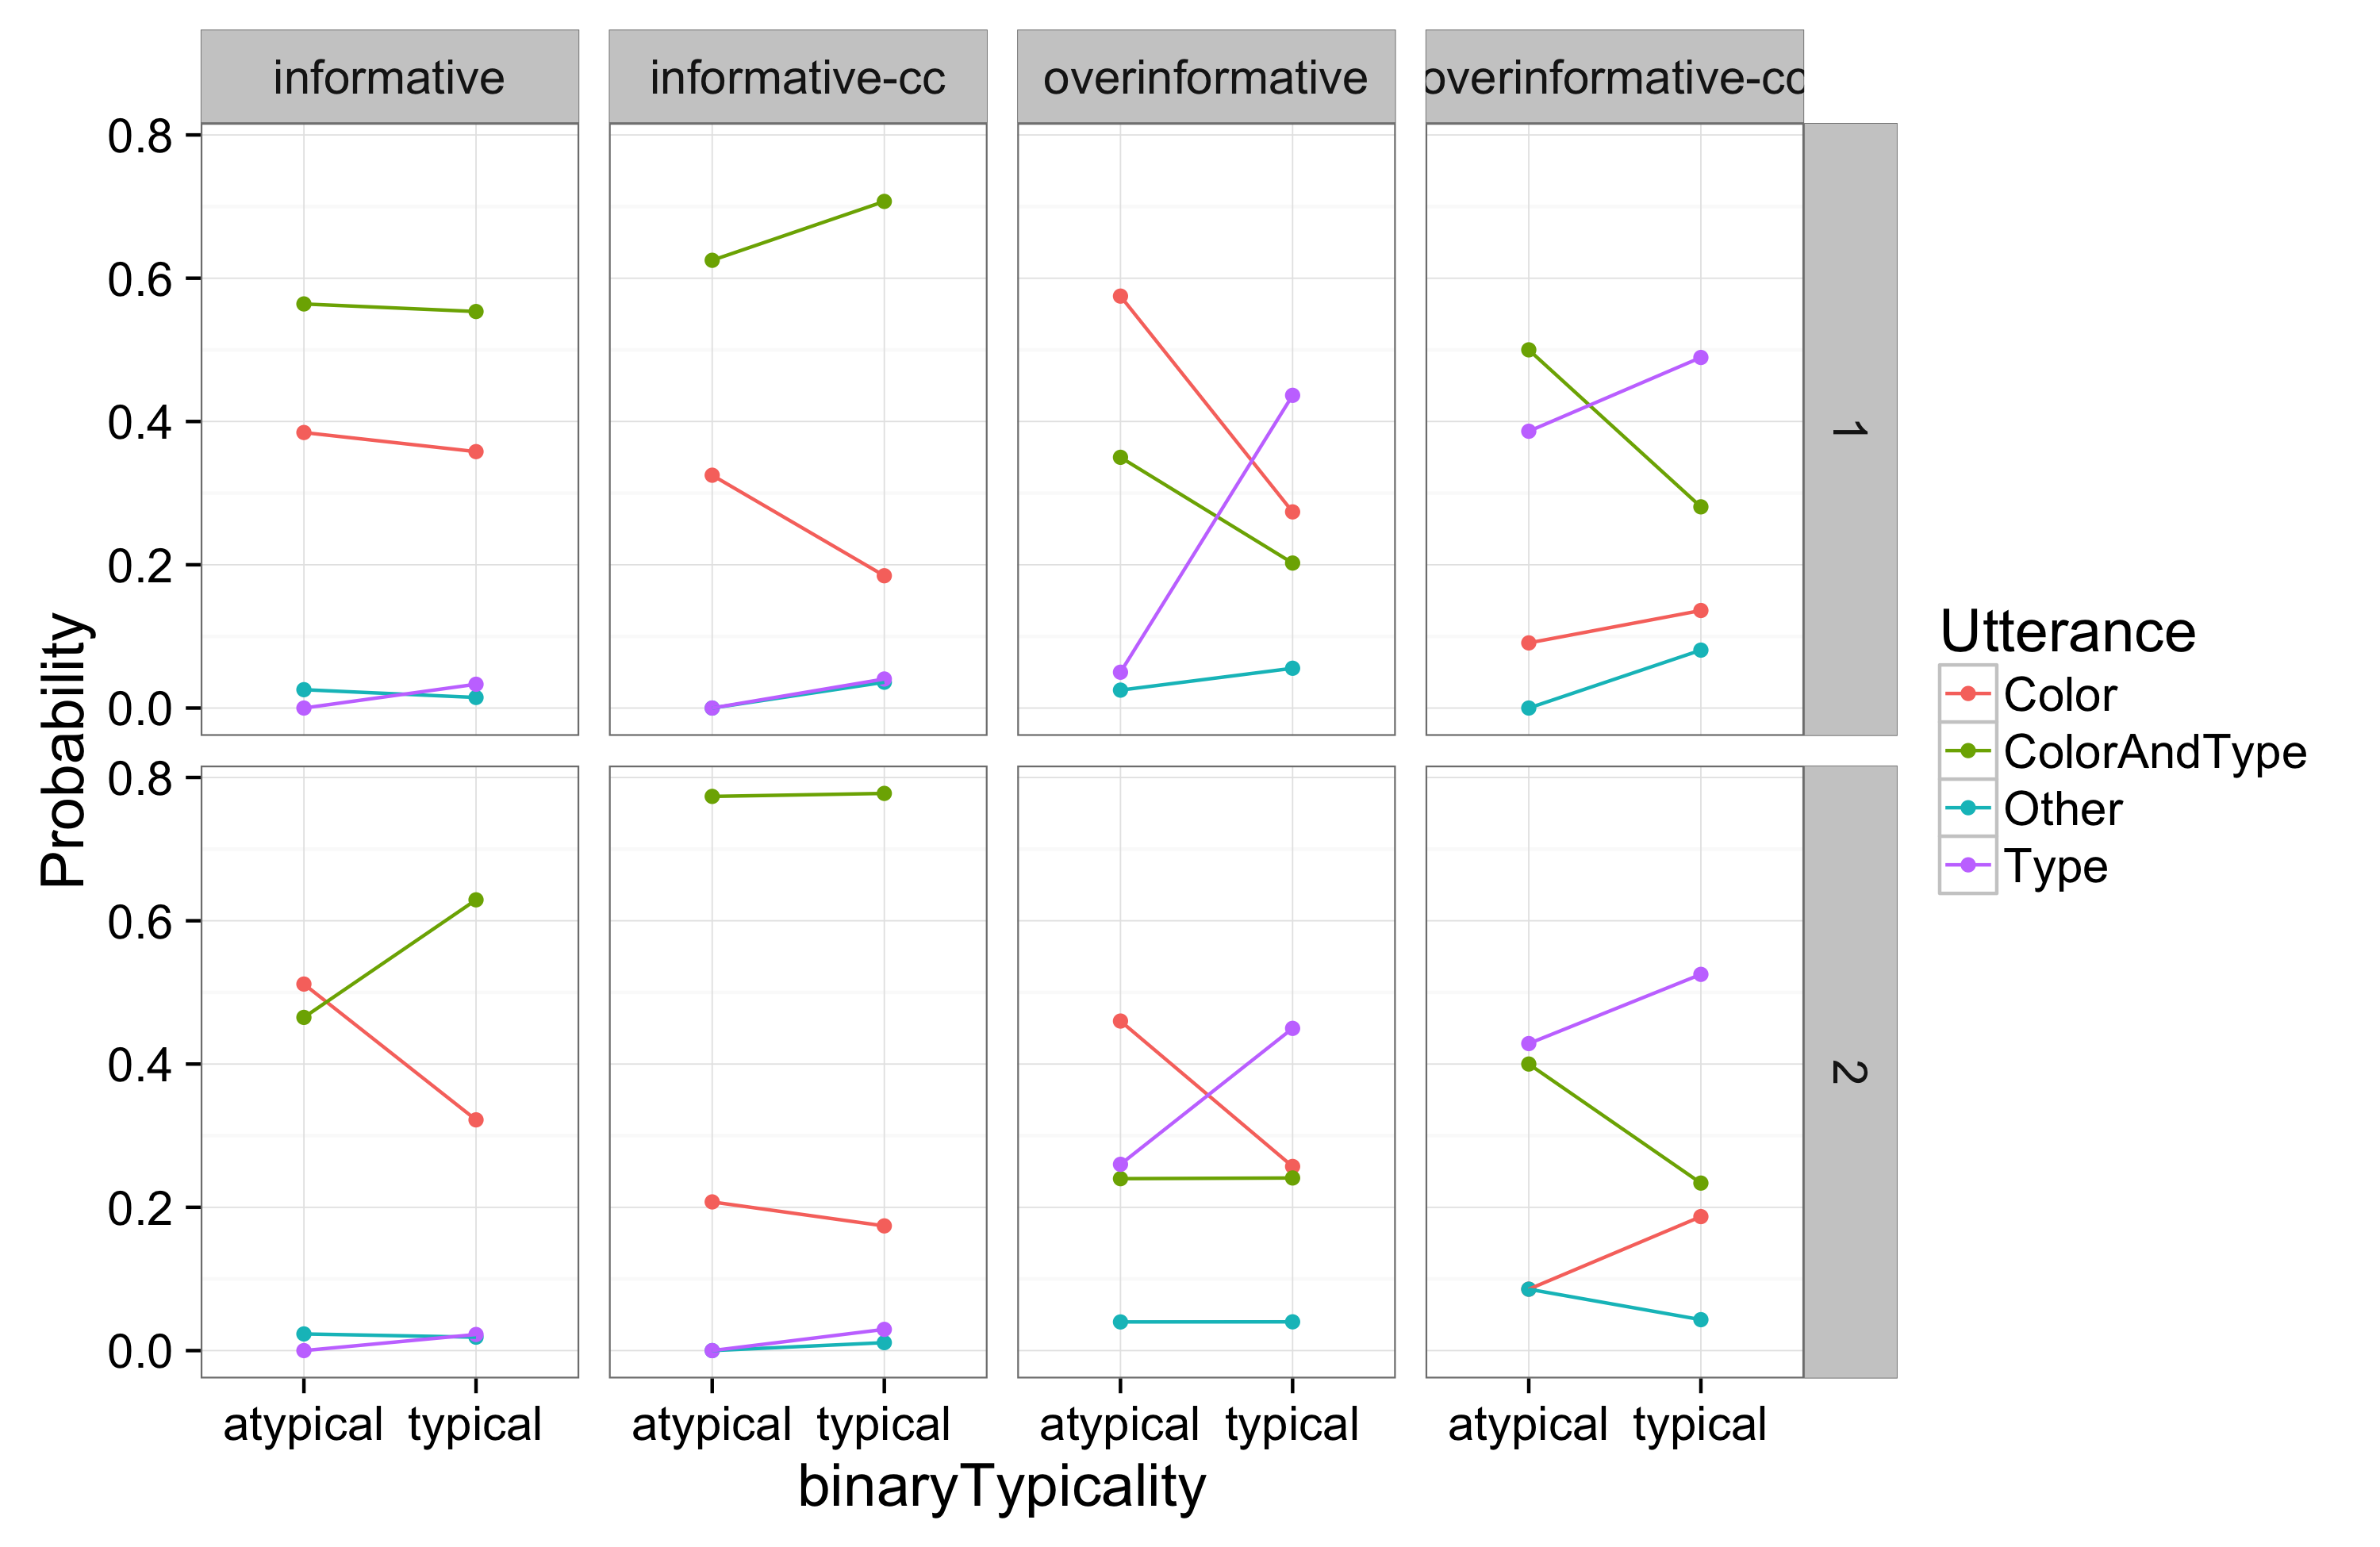 informative
informative-cc
overinformative
overinformative-cc
0.8
0.6
0.4
0.2
0.0
1
0.8
0.6
0.4
0.2
0.0
2
Probability
atypical typical
atypical typical
atypical typical
atypical typical
binaryTypicality
Utterance
Color
ColorAndType
Other
Type